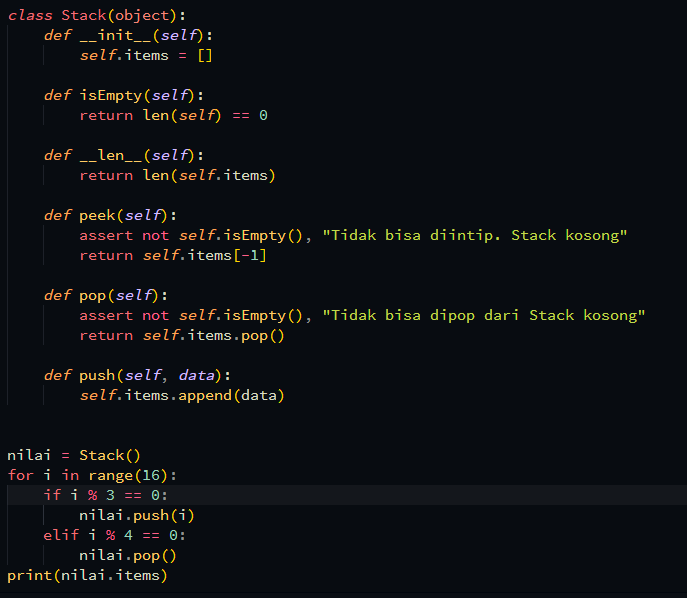 class Stack(object):
    def __init__(self):
        self.items = []

    def isEmpty(self):
        return len(self) == 0

    def __len__(self):
        return len(self.items)

    def peek(self):
        assert not self.isEmpty(), "Tidak bisa diintip. Stack kosong"
        return self.items[-1]

    def pop(self):
        assert not self.isEmpty(), "Tidak bisa dipop dari Stack kosong"
        return self.items.pop()

    def push(self, data):
        self.items.append(data)


nilai = Stack()
for i in range(16):
    if i % 3 == 0:
        nilai.push(i)
    elif i % 4 == 0:
        nilai.pop()
print(nilai.items)